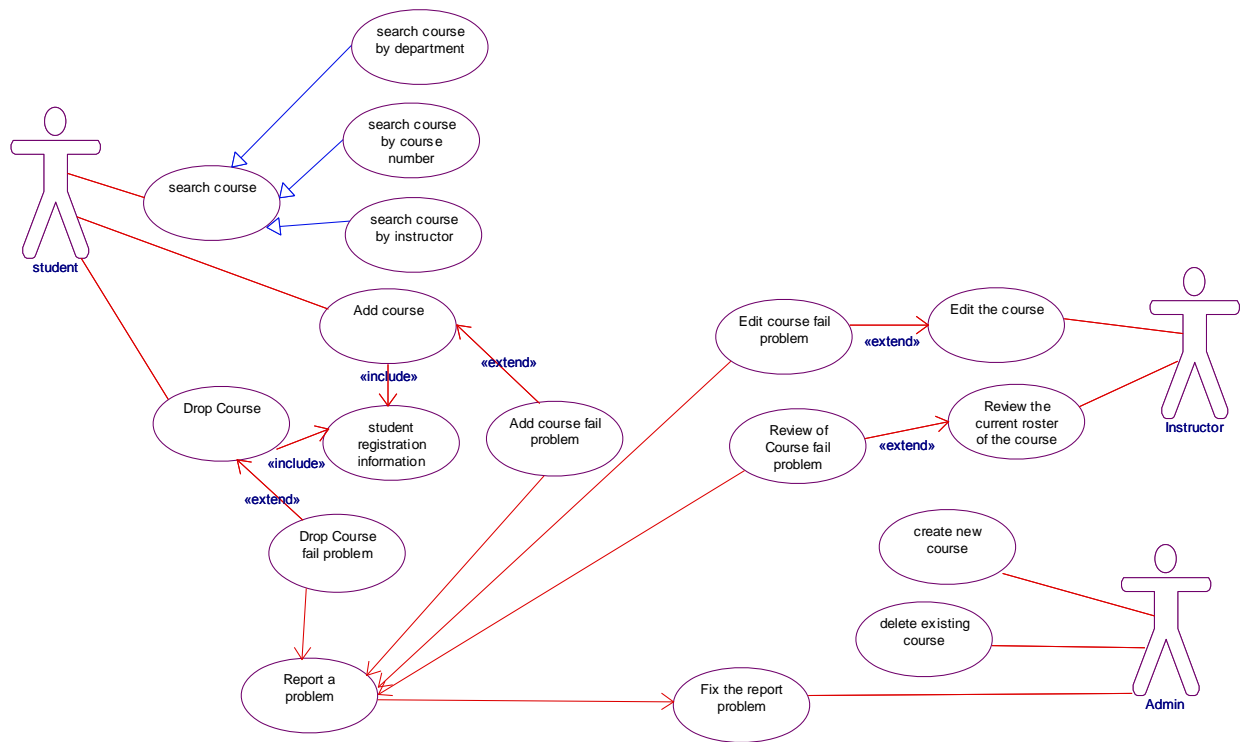 search course
by department
search course
by course
number
search course
search course
by instructor
student
Add course
Edit course fail
problem
«extend»
Edit the course
«extend»
«include»
Drop Course
student
registration
information
«include»
Add course fail
problem
Review of
Course fail
problem
«extend»
Review the
current roster
of the course
Instructor
«extend»
Drop Course
fail problem
create new
course
delete existing
course
Report a
problem
Fix the report
problem
Admin